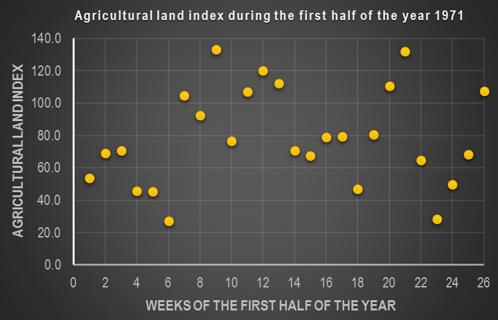 Agricultural land index during the first half of the year 1971
140.0
120.0
100.0
80.0
60.0
40.0
20.0
0.0
AGRICULTURAL LAND INDEX
0 2 4 6 8 10 12 14 16 18 20 22 24 26
WEEKS OF THE FIRST HALF OF THE YEAR